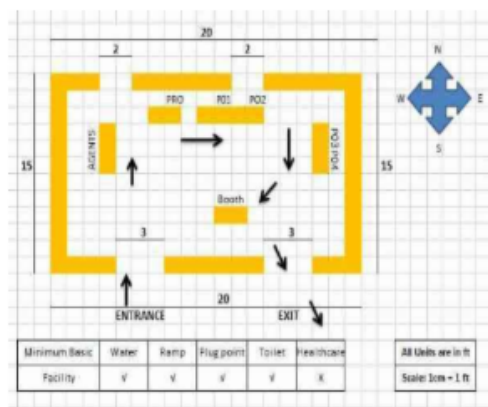 20
2 2
N
PRO P01 PO2
W E
AGENTS
PO3 PO4
S
15 15
Booth
3 3
20
ENTRANCE EXIT
Minimum Basic Water Ramp Plug point Toilet Healthcare
Facility √ √ √ √ X
All Units are in ft
Scale: 1cm = 1 ft